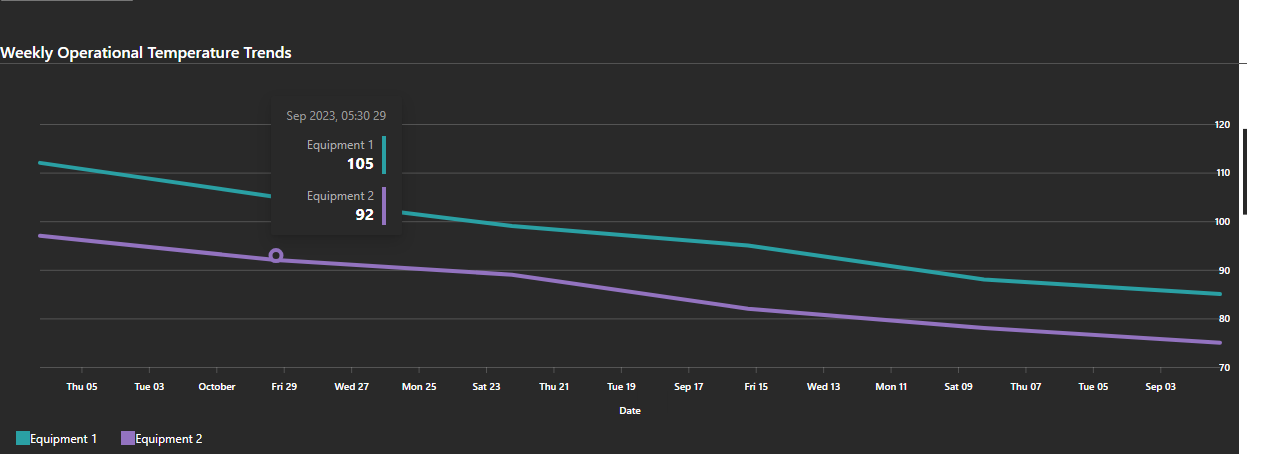 Weekly Operational Temperature Trends
Sep 2023, 05:30 29
Equipment 1
105
Equipment 2
92
120
110
100
90
80
70
Thu 05 Tue 03 October Fri 29 Wed 27 Mon 25 Sat 23 Thu 21 Tue 19 Sep 17 Fri 15 Wed 13 Mon 11 Sat 09 Thu 07 Tue 05 Sep 03
Date
Equipment 1 Equipment 2